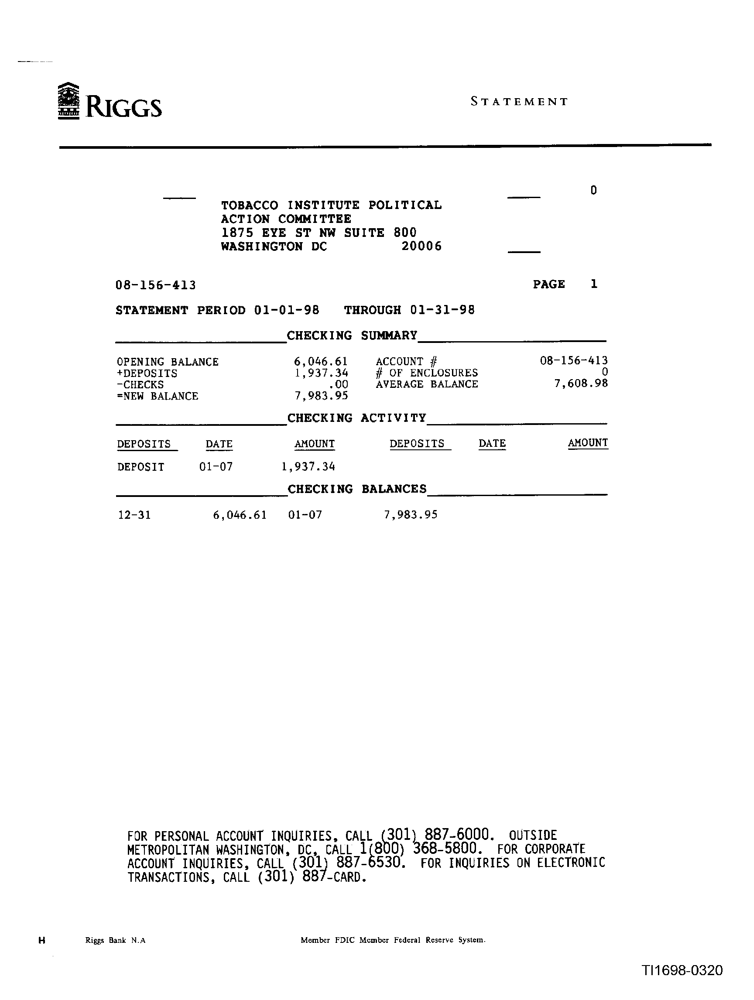 RIGGS
STATEMENT
0
TOBACCO INSTITUTE POLITICAL
ACTION COMMITTEE
1875 EYE ST NW SUITE 800
WASHINGTON DC 20006
08-156-413 PAGE 1
STATEMENT PERIOD 01-01-98 THROUGH 01-31-98
CHECKING SUMMARY
OPENING BALANCE 6,046.61 ACCOUNT # 08-156-413
+DEPOSITS 1,937.34 # OF ENCLOSURES 0
-CHECKS .00 AVERAGE BALANCE 7,608.98
=NEW BALANCE 7,983.95
CHECKING ACTIVITY
DEPOSITS DATE AMOUNT DEPOSITS DATE AMOUNT
DEPOSIT 01-07 1,937.34
CHECKING BALANCES
12-31 6,046.61 01-07 7,983.95
FOR PERSONAL ACCOUNT INQUIRIES, CALL (301) 887-6000. OUTSIDE
METROPOLITAN WASHINGTON, DC, CALL 1(800) 368-5800. FOR CORPORATE
ACCOUNT INQUIRIES, CALL (301) 887-6530. FOR INQUIRIES ON ELECTRONIC
TRANSACTIONS, CALL (301) 887-CARD.
H Riggs Bank N.A Member FDIC Member Federal Reserve System.
TI1698-0320